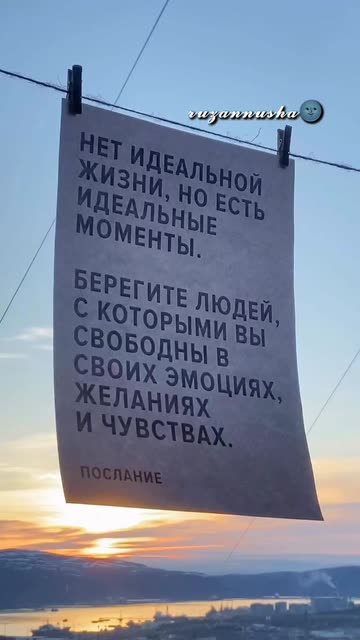 ruzannusha🌚
НЕТ ИДЕАЛЬНОЙ
ЖИЗНИ, НО ЕСТЬ
ИДЕАЛЬНЫЕ
МОМЕНТЫ.
БЕРЕГИТЕ ЛЮДЕЙ,
С КОТОРЫМИ ВЫ
СВОБОДНЫ В
СВОИХ ЭМОЦИЯХ,
ЖЕЛАНИЯХ
И ЧУВСТВАХ.
ПОСЛАНИЕ